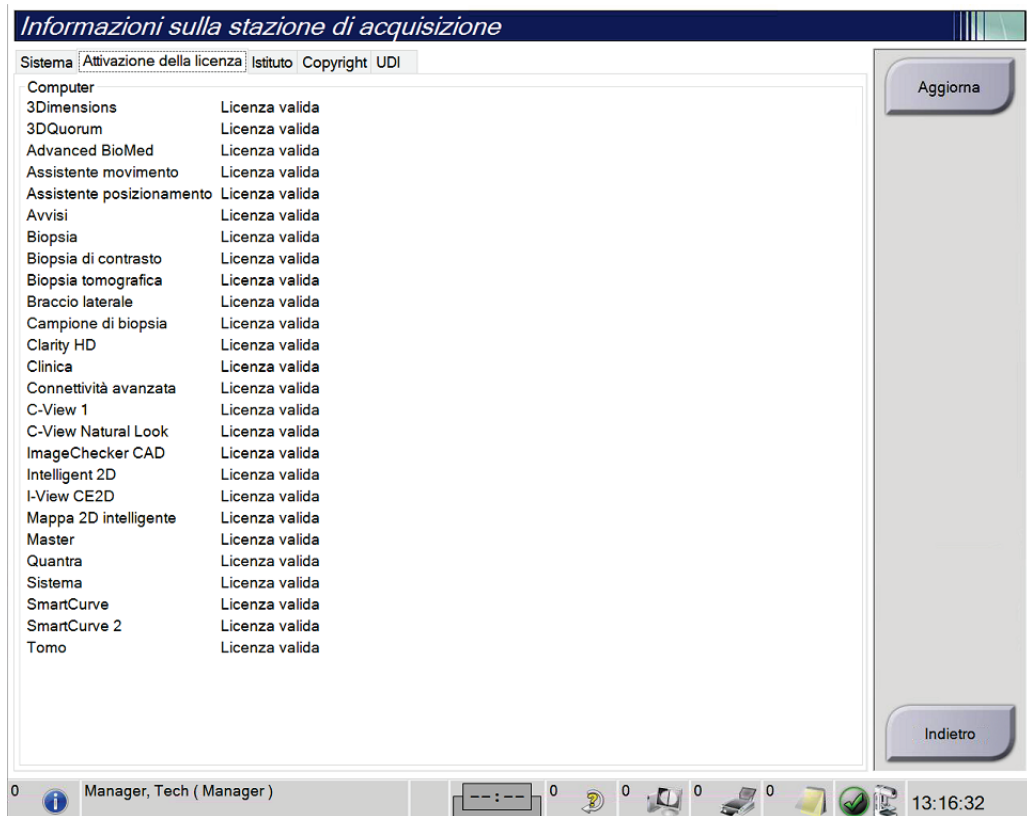 Informazioni sulla stazione di acquisizione
Sistema Attivazione della licenza Istituto Copyright UDI
Computer
3Dimensions Licenza valida
3DQuorum Licenza valida
Advanced BioMed Licenza valida
Assistente movimento Licenza valida
Assistente posizionamento Licenza valida
Avvisi Licenza valida
Biopsia Licenza valida
Biopsia di contrasto Licenza valida
Biopsia tomografica Licenza valida
Braccio laterale Licenza valida
Campione di biopsia Licenza valida
Clarity HD Licenza valida
Clinica Licenza valida
Connettività avanzata Licenza valida
C-View 1 Licenza valida
C-View Natural Look Licenza valida
ImageChecker CAD Licenza valida
Intelligent 2D Licenza valida
I-View CE2D Licenza valida
Mappa 2D intelligente Licenza valida
Master Licenza valida
Quantra Licenza valida
Sistema Licenza valida
SmartCurve Licenza valida
SmartCurve 2 Licenza valida
Tomo Licenza valida
Aggiorna
Indietro
0 Manager, Tech ( Manager ) --:-- 0 0 0 0 13:16:32